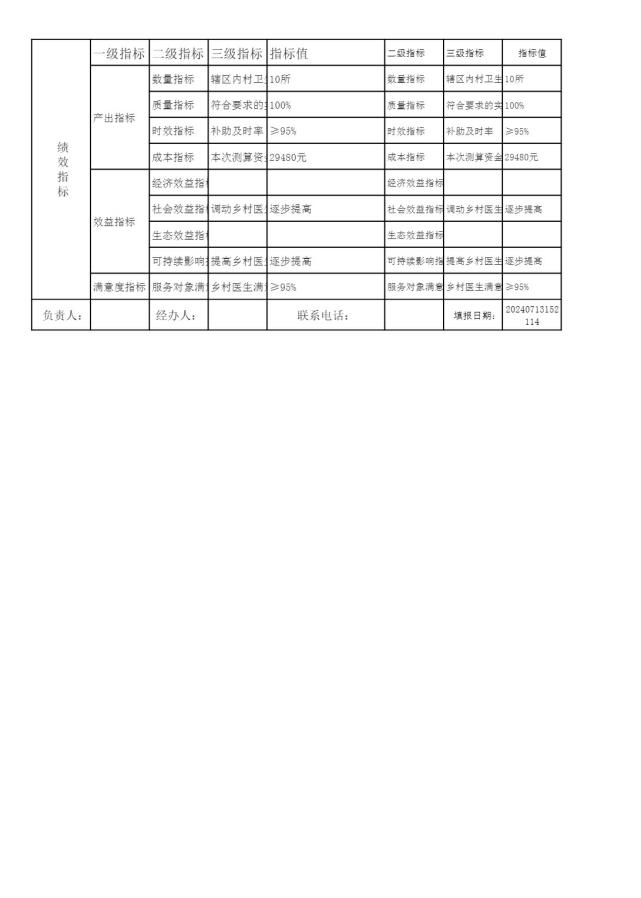 一级指标 二级指标 三级指标 指标值 二级指标 三级指标 指标值
绩效指标
产出指标
数量指标 辖区内村卫 10所 数量指标 辖区内村卫生 10所
质量指标 符合要求的 100% 质量指标 符合要求的实 100%
时效指标 补助及时率 ≥95% 时效指标 补助及时率 ≥95%
成本指标 本次测算资 29480元 成本指标 本次测算资金 29480元
效益指标
经济效益指 经济效益指标
社会效益指 调动乡村医 逐步提高 社会效益指标 调动乡村医生 逐步提高
生态效益指 生态效益指标
可持续影响 提高乡村医 逐步提高 可持续影响指 提高乡村医生 逐步提高
满意度指标 服务对象满 乡村医生满 ≥95% 服务对象满意 乡村医生满意 ≥95%
负责人: 经办人: 联系电话: 填报日期: 20240713152
114